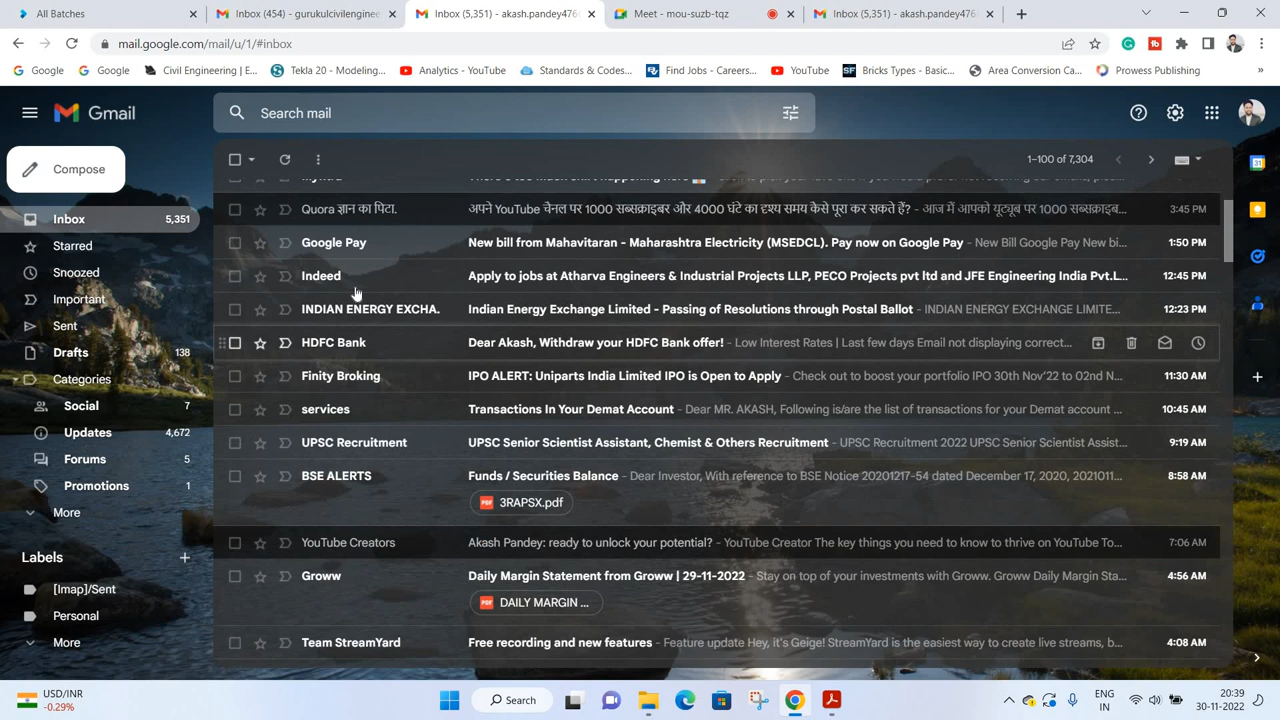 All Batches
Inbox (454) - gurukulcivilengine
Inbox (5,351) - akash.pandey476
Meet - mou-suzb-tqz
Inbox (5,351) - akash.pandey476
mail.google.com/mail/u/1/#inbox
Google
Google
Civil Engineering | E...
Tekla 20 - Modeling...
Analytics - YouTube
Standards & Codes...
Find Jobs - Careers...
YouTube
Bricks Types - Basic...
Area Conversion Ca...
Prowess Publishing
Gmail
Search mail
Compose
1–100 of 7,304
Inbox 5,351
Starred
Snoozed
Important
Sent
Drafts 138
Categories
Social 7
Updates 4,672
Forums 5
Promotions 1
More
Labels
[Imap]/Sent
Personal
More
Quora ज्ञान का पिटा. अपने YouTube चेनल पर 1000 सब्सक्राइबर और 4000 घंटे का दृश्य समय कैसे पूरा कर सकते हैं? - आज मैं आपको यूट्यूब पर 1000 सब्सक्राइबर... 3:45 PM
Google Pay New bill from Mahavitaran - Maharashtra Electricity (MSEDCL). Pay now on Google Pay - New Bill Google Pay New bi... 1:50 PM
Indeed Apply to jobs at Atharva Engineers & Industrial Projects LLP, PECO Projects pvt ltd and JFE Engineering India Pvt.L... 12:45 PM
INDIAN ENERGY EXCHA. Indian Energy Exchange Limited - Passing of Resolutions through Postal Ballot - INDIAN ENERGY EXCHANGE LIMITE... 12:23 PM
HDFC Bank Dear Akash, Withdraw your HDFC Bank offer! - Low Interest Rates | Last few days Email not displaying correct...
Finity Broking IPO ALERT: Uniparts India Limited IPO is Open to Apply - Check out to boost your portfolio IPO 30th Nov'22 to 02nd N... 11:30 AM
services Transactions In Your Demat Account - Dear MR. AKASH, Following is/are the list of transactions for your Demat account ... 10:45 AM
UPSC Recruitment UPSC Senior Scientist Assistant, Chemist & Others Recruitment - UPSC Recruitment 2022 UPSC Senior Scientist Assist... 9:19 AM
BSE ALERTS Funds / Securities Balance - Dear Investor, With reference to BSE Notice 20201217-54 dated December 17, 2020, 2021011... 8:58 AM
PDF 3RAPSX.pdf
YouTube Creators Akash Pandey: ready to unlock your potential? - YouTube Creator The key things you need to know to thrive on YouTube To... 7:06 AM
Groww Daily Margin Statement from Groww | 29-11-2022 - Stay on top of your investments with Groww. Groww Daily Margin Sta... 4:56 AM
PDF DAILY MARGIN ...
Team StreamYard Free recording and new features - Feature update Hey, it's Geige! StreamYard is the easiest way to create live streams, b... 4:08 AM
USD/INR
-0.29%
Search
ENG
IN
20:39
30-11-2022